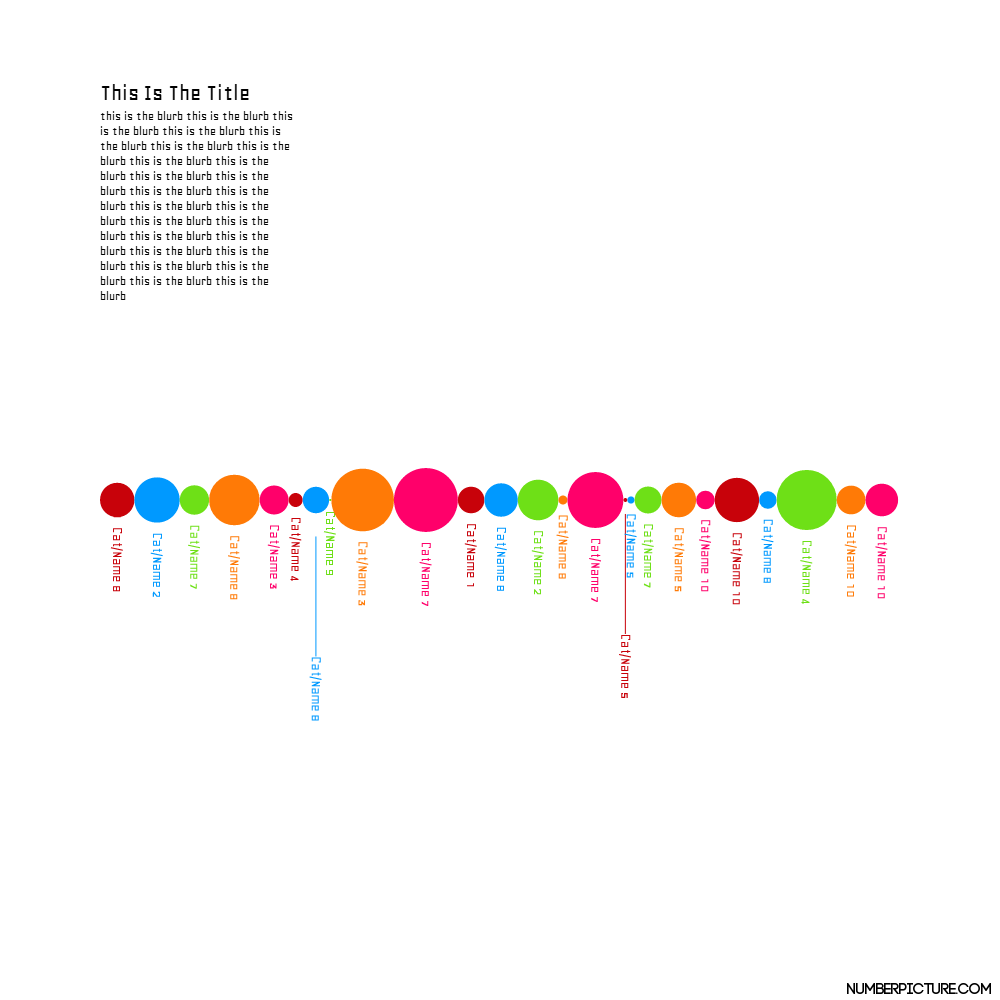 This Is The Title
this is the blurb this is the blurb this
is the blurb this is the blurb this is
the blurb this is the blurb this is the
blurb this is the blurb this is the
blurb this is the blurb this is the
blurb this is the blurb this is the
blurb this is the blurb this is the
blurb this is the blurb this is the
blurb this is the blurb this is the
blurb this is the blurb this is the
blurb this is the blurb this is the
blurb this is the blurb this is the
blurb
Cat/Name 8
Cat/Name 2
Cat/Name 7
Cat/Name 8
Cat/Name 3
Cat/Name 4
Cat/Name 8
Cat/Name 9
Cat/Name 3
Cat/Name 7
Cat/Name 1
Cat/Name 8
Cat/Name 2
Cat/Name 8
Cat/Name 7
Cat/Name 5
Cat/Name 5
Cat/Name 7
Cat/Name 5
Cat/Name 10
Cat/Name 10
Cat/Name 8
Cat/Name 4
Cat/Name 10
Cat/Name 10
NUMBERPICTURE.COM